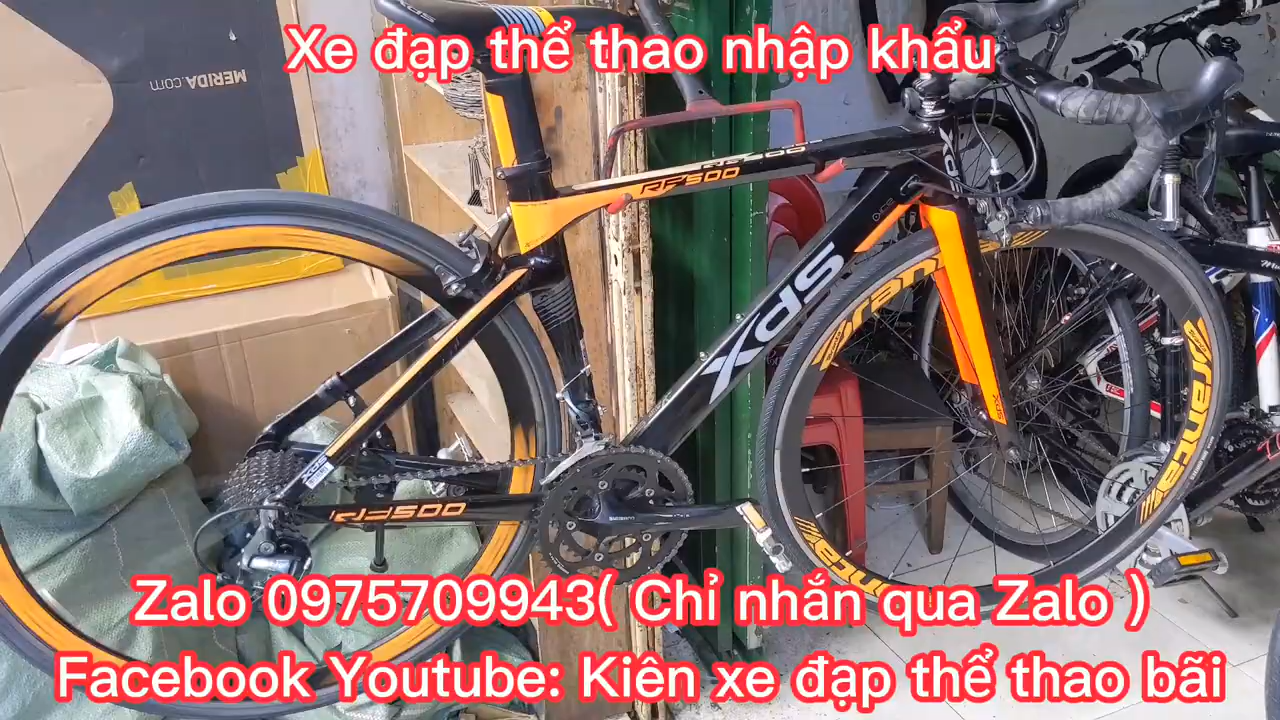 Xe đạp thể thao nhập khẩu
MERIDA.com
RF500
RF500
XDS
XDS
RF500
Zalo 0975709943( Chỉ nhắn qua Zalo )
Facebook Youtube: Kiên xe đạp thể thao bãi